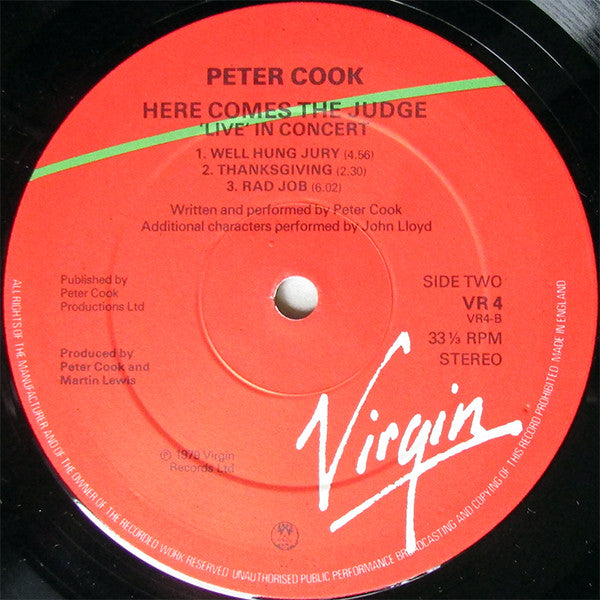 PETER COOK
HERE COMES THE JUDGE
'LIVE' IN CONCERT
1. WELL HUNG JURY (4.56)
2. THANKSGIVING (2.30)
3. RAD JOB (6.02)
Written and performed by Peter Cook
Additional characters performed by John Lloyd
Published by
Peter Cook
Productions Ltd
Produced by
Peter Cook and
Martin Lewis
SIDE TWO
VR 4
VR4-B
33⅓ RPM
STEREO
℗ 1979 Virgin
Records Ltd
Virgin
ALL RIGHTS OF THE MANUFACTURER AND OF THE OWNER OF THE RECORDED WORK RESERVED UNAUTHORISED PUBLIC PERFORMANCE BROADCASTING AND COPYING OF THIS RECORD PROHIBITED MADE IN ENGLAND